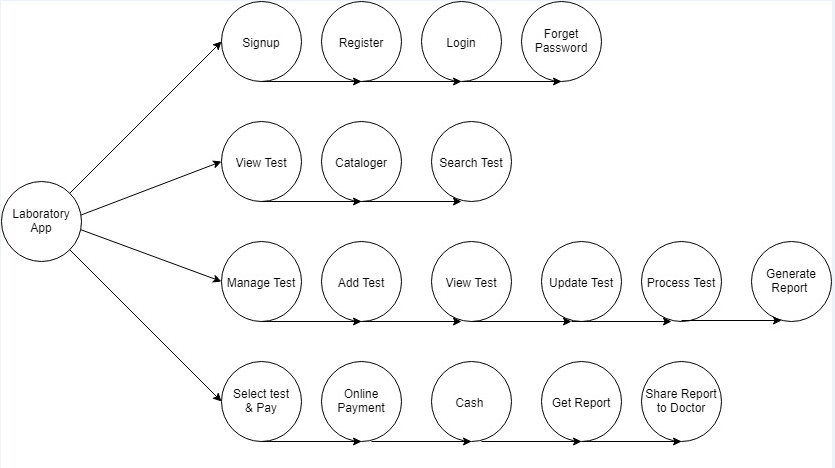 Signup
Register
Login
Forget
Password
View Test
Cataloger
Search Test
Laboratory
App
Manage Test
Add Test
View Test
Update Test
Process Test
Generate
Report
Select test
& Pay
Online
Payment
Cash
Get Report
Share Report
to Doctor